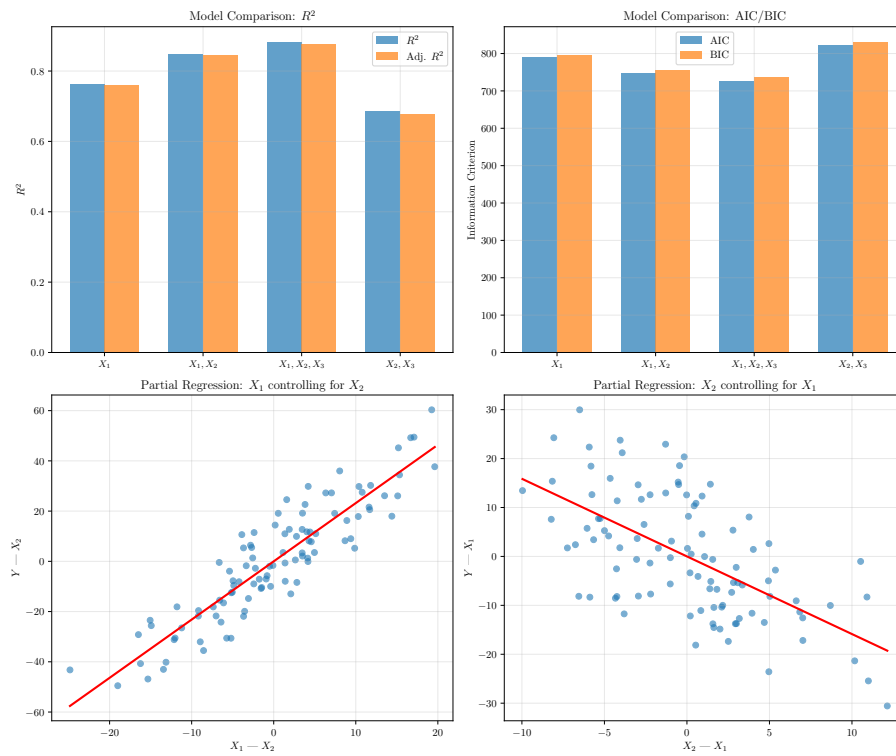 Model Comparison: R²
R²
Adj. R²
0.8
0.6
0.4
0.2
0.0
R²
X₁
X₁, X₂
X₁, X₂, X₃
X₂, X₃
Model Comparison: AIC/BIC
AIC
BIC
800
700
600
500
400
300
200
100
0
Information Criterion
X₁
X₁, X₂
X₁, X₂, X₃
X₂, X₃
Partial Regression: X₁ controlling for X₂
60
40
20
0
−20
−40
−60
Y — X₂
−20
−10
0
10
20
X₁ — X₂
Partial Regression: X₂ controlling for X₁
30
20
10
0
−10
−20
−30
Y — X₁
−10
−5
0
5
10
X₂ — X₁